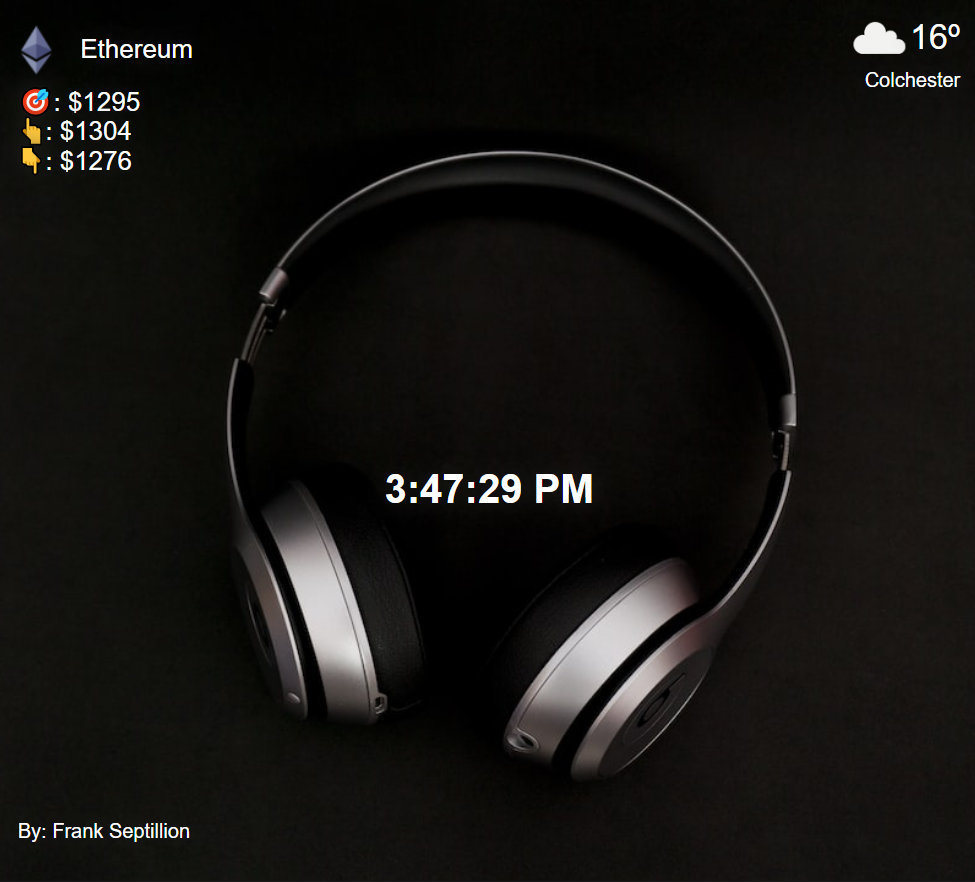 Ethereum
🎯: $1295
👆: $1304
👇: $1276
16º
Colchester
3:47:29 PM
By: Frank Septillion